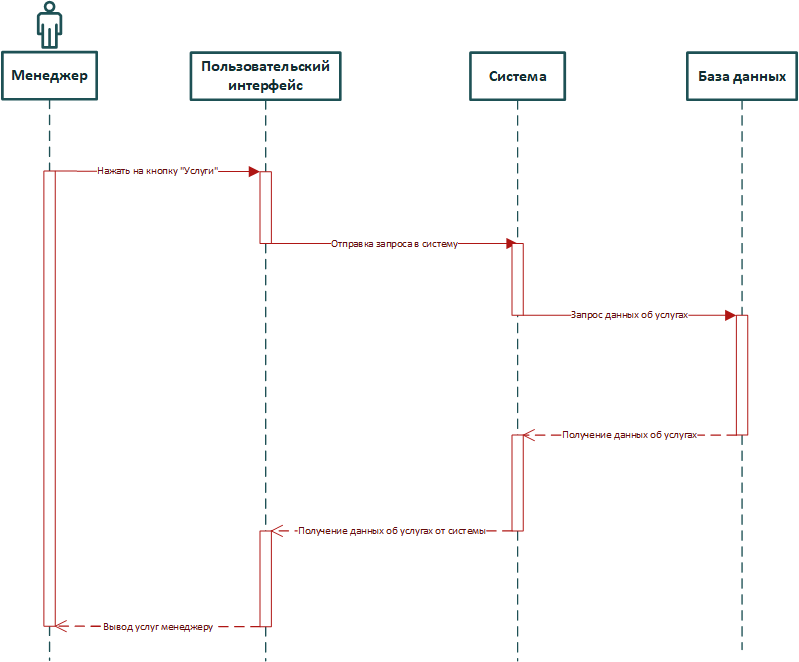 Менеджер
Пользовательский
интерфейс
Система
База данных
Нажать на кнопку "Услуги"
Отправка запроса в систему
Запрос данных об услугах
Получение данных об услугах
Получение данных об услугах от системы
Вывод услуг менеджеру